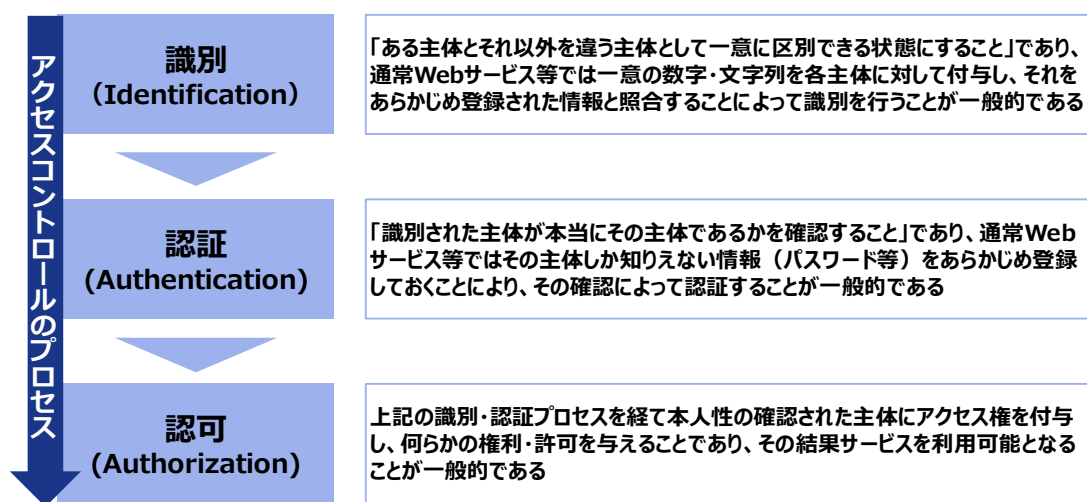 アクセスコントロールのプロセス
識別
（Identification）
「ある主体とそれ以外を違う主体として一意に区別できる状態にすること」であり、
通常Webサービス等では一意の数字・文字列を各主体に対して付与し、それを
あらかじめ登録された情報と照合することによって識別を行うことが一般的である
認証
(Authentication)
「識別された主体が本当にその主体であるかを確認すること」であり、通常Web
サービス等ではその主体しか知りえない情報（パスワード等）をあらかじめ登録
しておくことにより、その確認によって認証することが一般的である
認可
(Authorization)
上記の識別・認証プロセスを経て本人性の確認された主体にアクセス権を付与
し、何らかの権利・許可を与えることであり、その結果サービスを利用可能となる
ことが一般的である